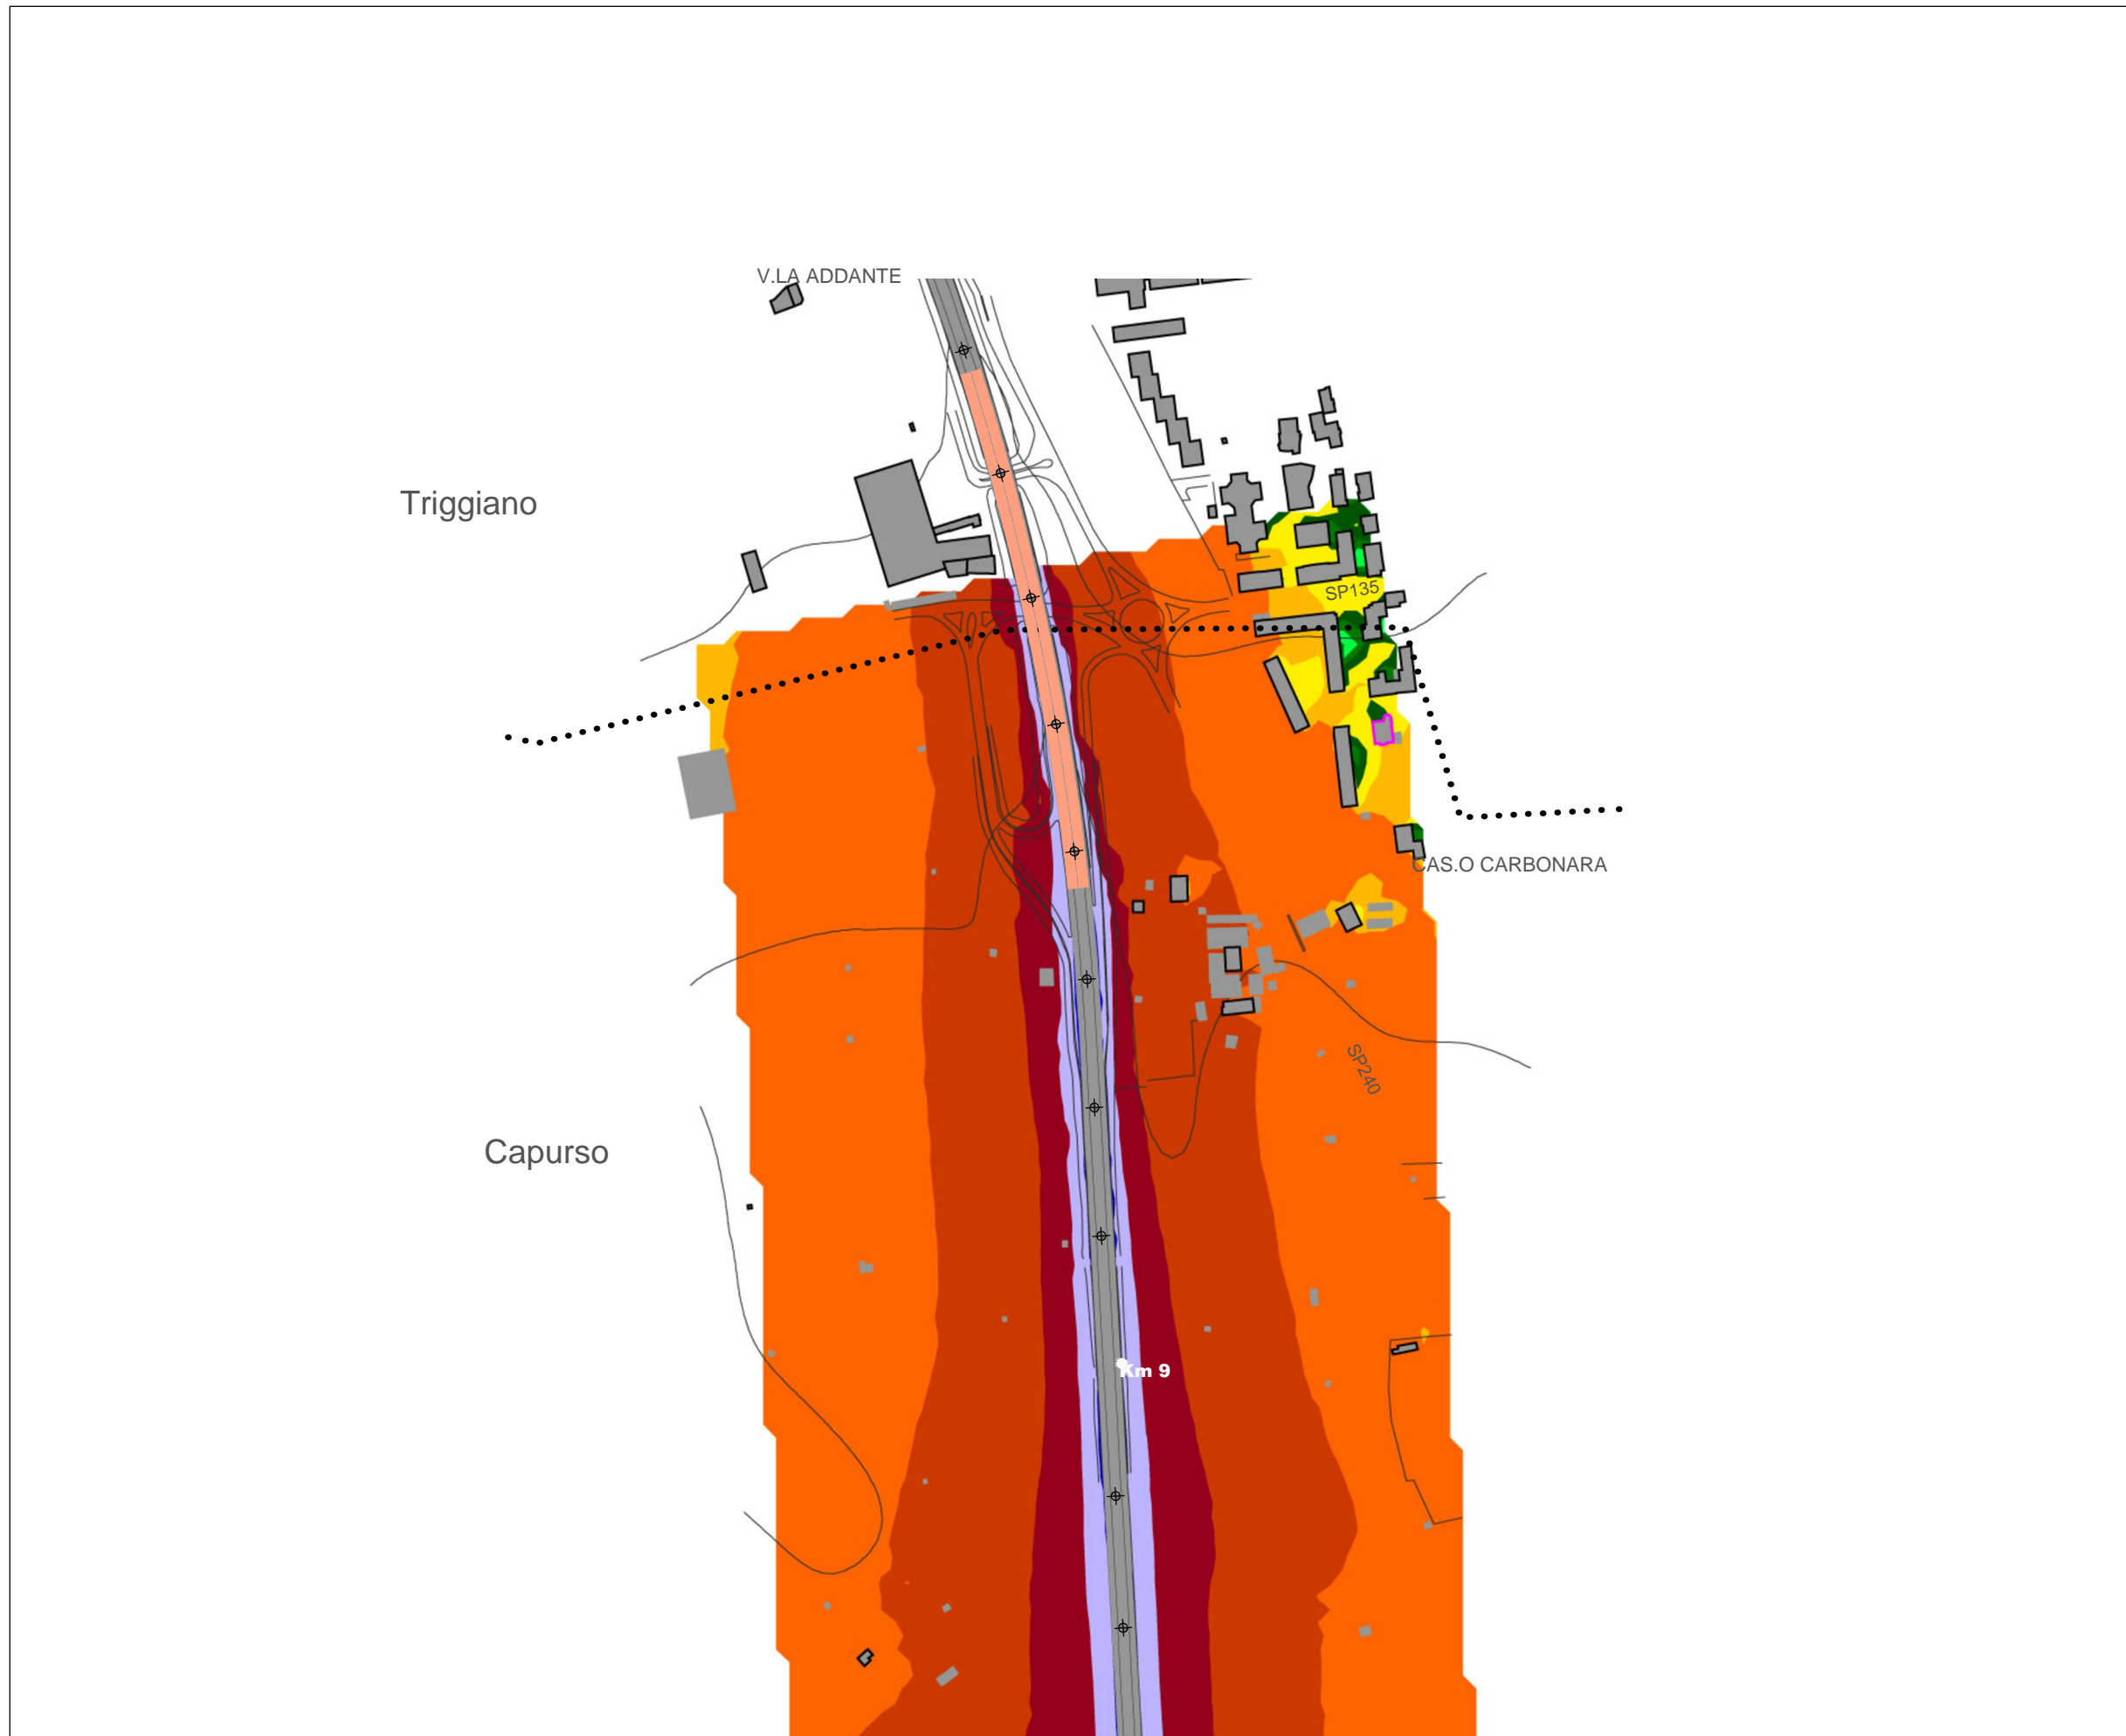 V.LA ADDANTE
Triggiano
SP135
CAS.O CARBONARA
SP240
Capurso
Km 9